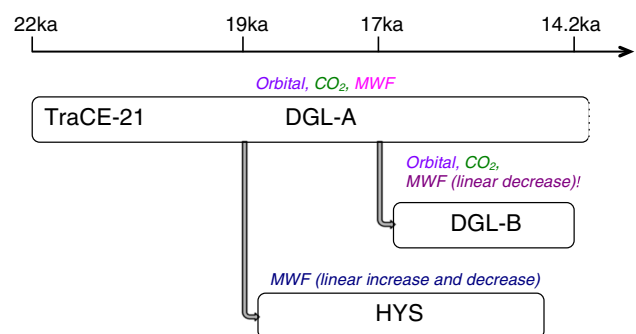 22ka 19ka 17ka 14.2ka
Orbital, CO₂, MWF
TraCE-21 DGL-A
Orbital, CO₂,
MWF (linear decrease)!
DGL-B
MWF (linear increase and decrease)
HYS